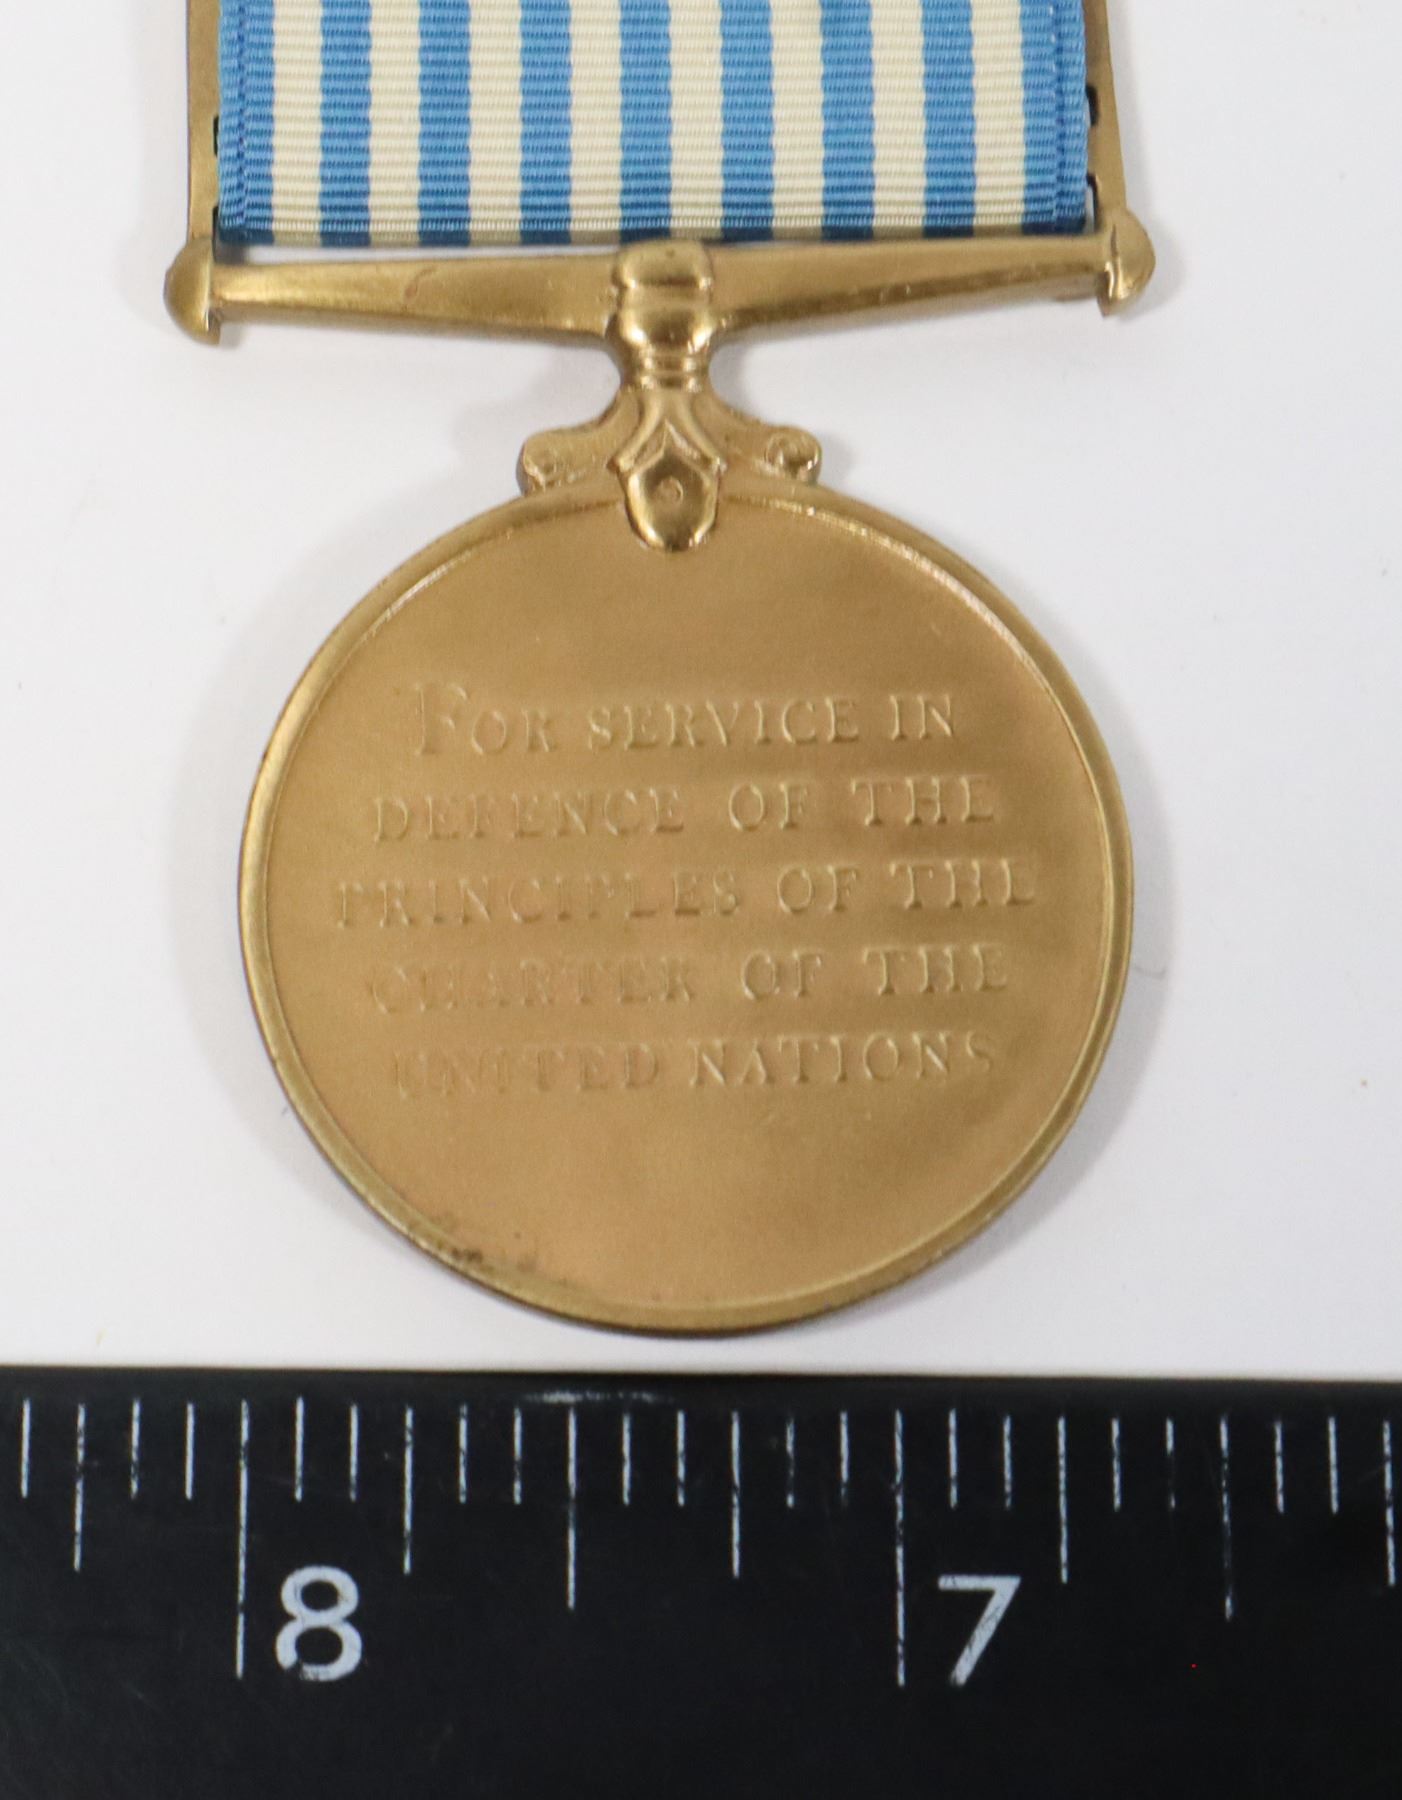 FOR SERVICE IN
DEFENCE OF THE
PRINCIPLES OF THE
CHARTER OF THE
UNITED NATIONS
8 7